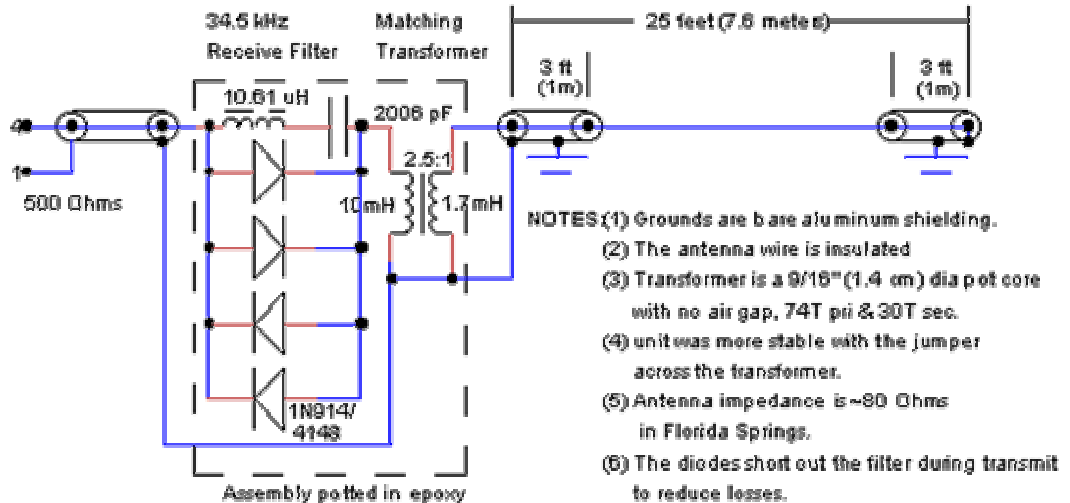 34.5 kHz
Receive Filter
Matching
Transformer
25 feet (7.6 meters)
3 ft
(1m)
3 ft
(1m)
10.61 uH
2006 pF
4
1
500 Ohms
2.5:1
10mH
1.7mH
1N914/
4148
Assembly potted in epoxy
NOTES:(1) Grounds are bare aluminum shielding.
(2) The antenna wire is insulated
(3) Transformer is a 9/16" (1.4 cm) dia pot core
with no air gap, 74T pri & 30T sec.
(4) unit was more stable with the jumper
across the transformer.
(5) Antenna impedance is ~80 Ohms
in Florida Springs.
(6) The diodes short out the filter during transmit
to reduce losses.